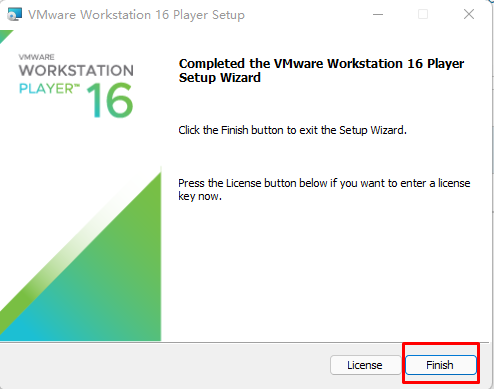 VMware Workstation 16 Player Setup
VMWARE
WORKSTATION
PLAYER™ 16
Completed the VMware Workstation 16 Player
Setup Wizard
Click the Finish button to exit the Setup Wizard.
Press the License button below if you want to enter a license
key now.
License
Finish